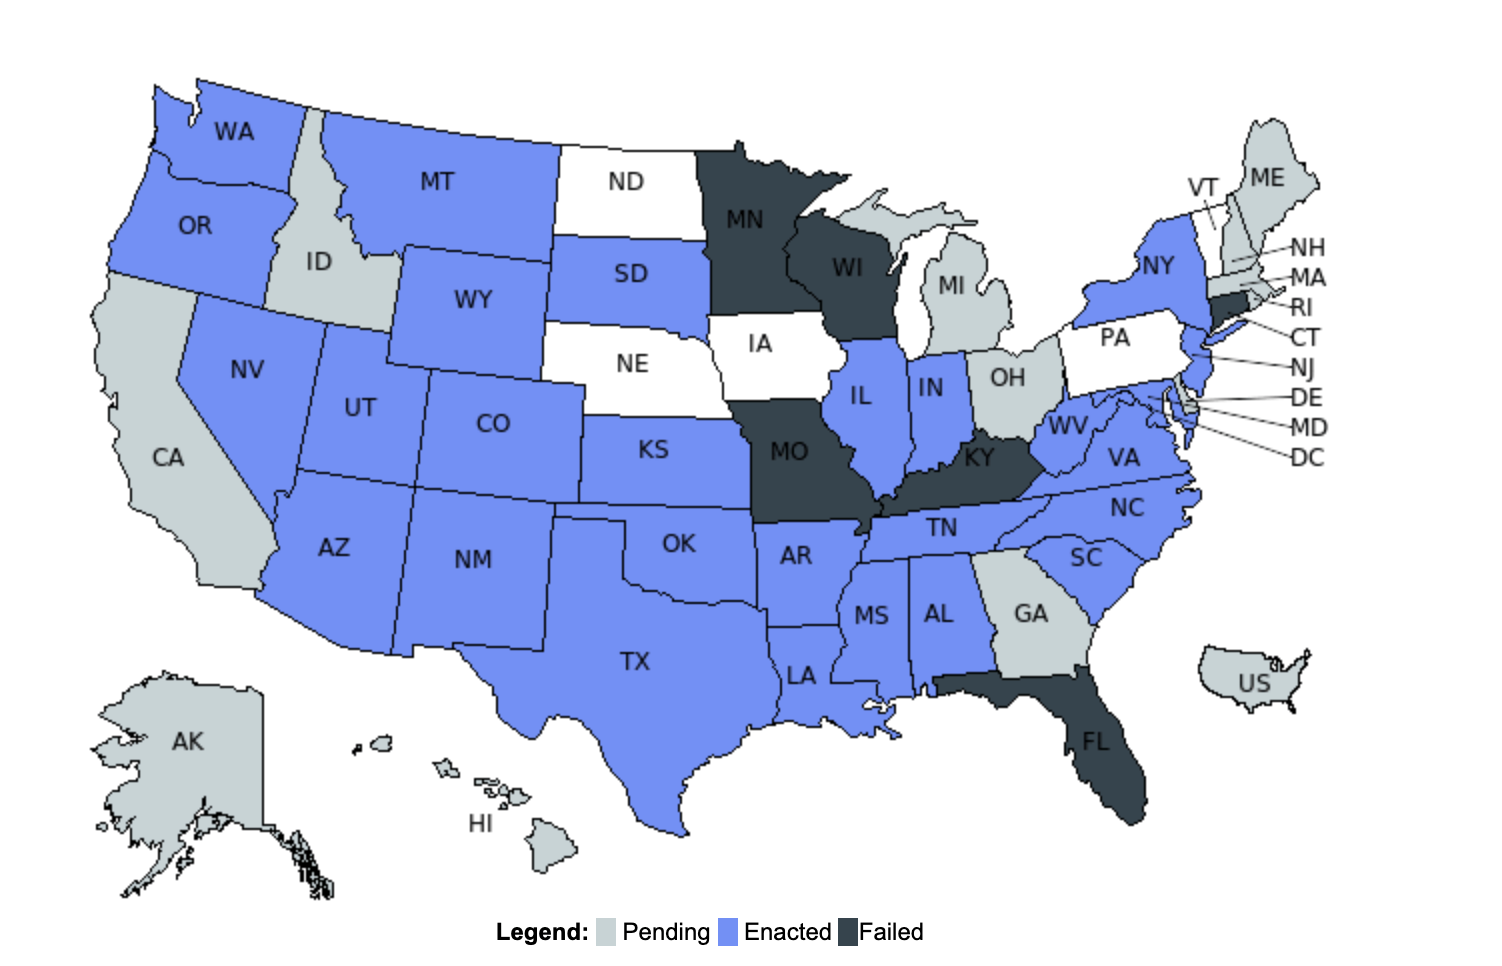 WA
MT
ND
MN
VT
ME
OR
ID
SD
WI
NY
NH
WY
MI
MA
RI
NV
NE
IA
PA
CT
UT
CO
IL
IN
OH
NJ
DE
CA
KS
MO
KY
WV
VA
MD
DC
AZ
NM
OK
AR
TN
NC
SC
TX
LA
MS
AL
GA
FL
US
AK
HI
Legend: Pending Enacted Failed